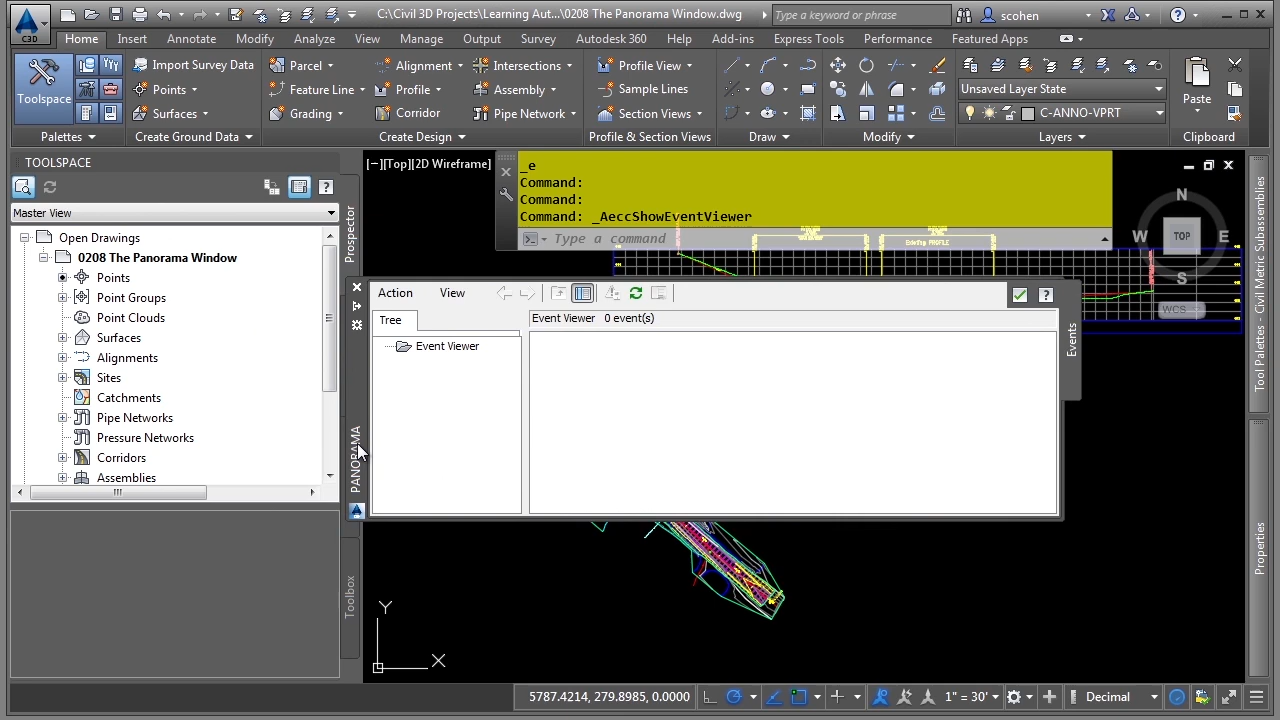 C:\Civil 3D Projects\Learning Aut...\0208 The Panorama Window.dwg
Type a keyword or phrase
scohen
C3D
Home Insert Annotate Modify Analyze View Manage Output Survey Autodesk 360 Help Add-ins Express Tools Performance Featured Apps
Toolspace
Import Survey Data
Points
Surfaces
Parcel
Feature Line
Grading
Alignment
Profile
Corridor
Intersections
Assembly
Pipe Network
Profile View
Sample Lines
Section Views
Unsaved Layer State
C-ANNO-VPRT
Paste
Palettes
Create Ground Data
Create Design
Profile & Section Views
Draw
Modify
Layers
Clipboard
TOOLSPACE
Master View
Open Drawings
0208 The Panorama Window
Points
Point Groups
Point Clouds
Surfaces
Alignments
Sites
Catchments
Pipe Networks
Pressure Networks
Corridors
Assemblies
Prospector
Toolbox
[−][Top][2D Wireframe]
_e
Command:
Command:
Command: _AeccShowEventViewer
Type a command
EdeTop PROFILE
N
W
TOP
E
S
WCS
Action
View
Tree
Event Viewer
Event Viewer 0 event(s)
PANORAMA
Events
Tool Palettes - Civil Metric Subassemblies
Properties
Y
X
5787.4214, 279.8985, 0.0000
1" = 30'
Decimal